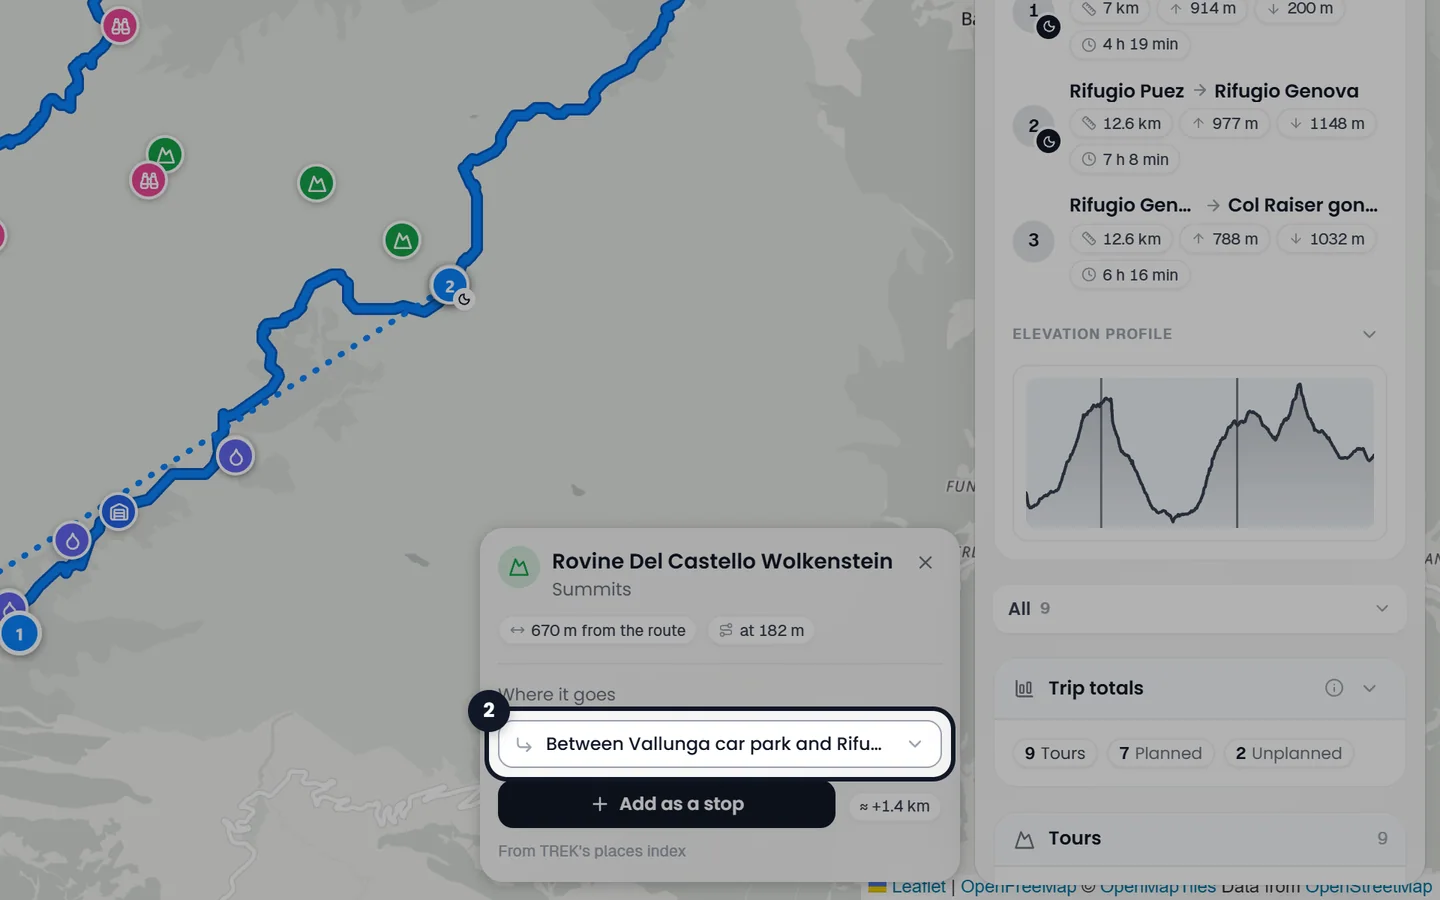 1
7 km
914 m
200 m
4 h 19 min
Rifugio Puez → Rifugio Genova
2
12.6 km
977 m
1148 m
7 h 8 min
Rifugio Gen... → Col Raiser gon...
3
12.6 km
788 m
1032 m
6 h 16 min
ELEVATION PROFILE
2
1
FUN
Rovine Del Castello Wolkenstein
Summits
670 m from the route
at 182 m
Where it goes
2
Between Vallunga car park and Rifu...
+ Add as a stop
≈ +1.4 km
From TREK's places index
All 9
Trip totals
9 Tours
7 Planned
2 Unplanned
Tours
9
Leaflet | OpenFreeMap © OpenMapTiles Data from OpenStreetMap